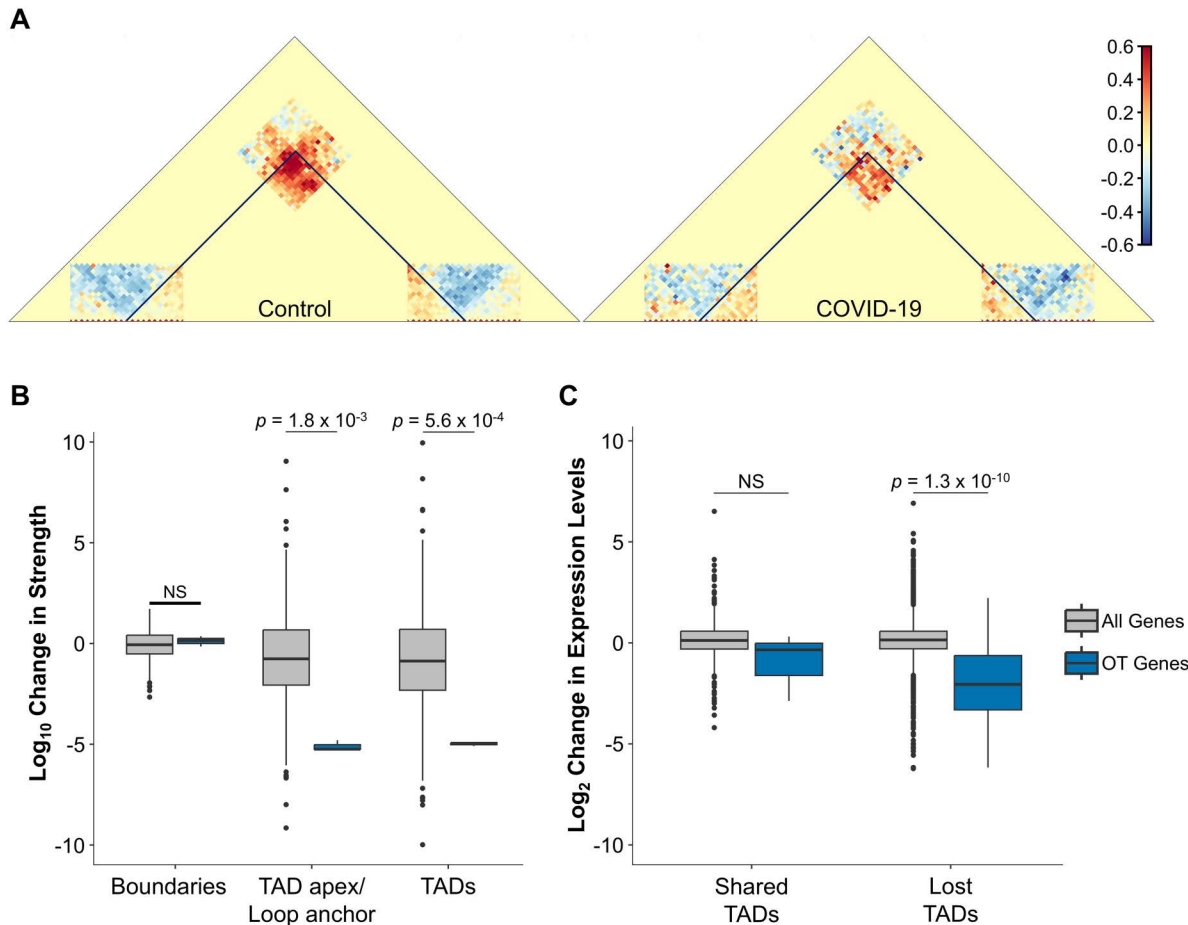 A
Control
COVID-19
0.6
0.4
0.2
0.0
-0.2
-0.4
-0.6
B
Log₁₀ Change in Strength
10
5
0
-5
-10
NS
p = 1.8 x 10⁻³
p = 5.6 x 10⁻⁴
Boundaries
TAD apex/
Loop anchor
TADs
C
Log₂ Change in Expression Levels
10
5
0
-5
-10
NS
p = 1.3 x 10⁻¹⁰
Shared
TADs
Lost
TADs
All Genes
OT Genes